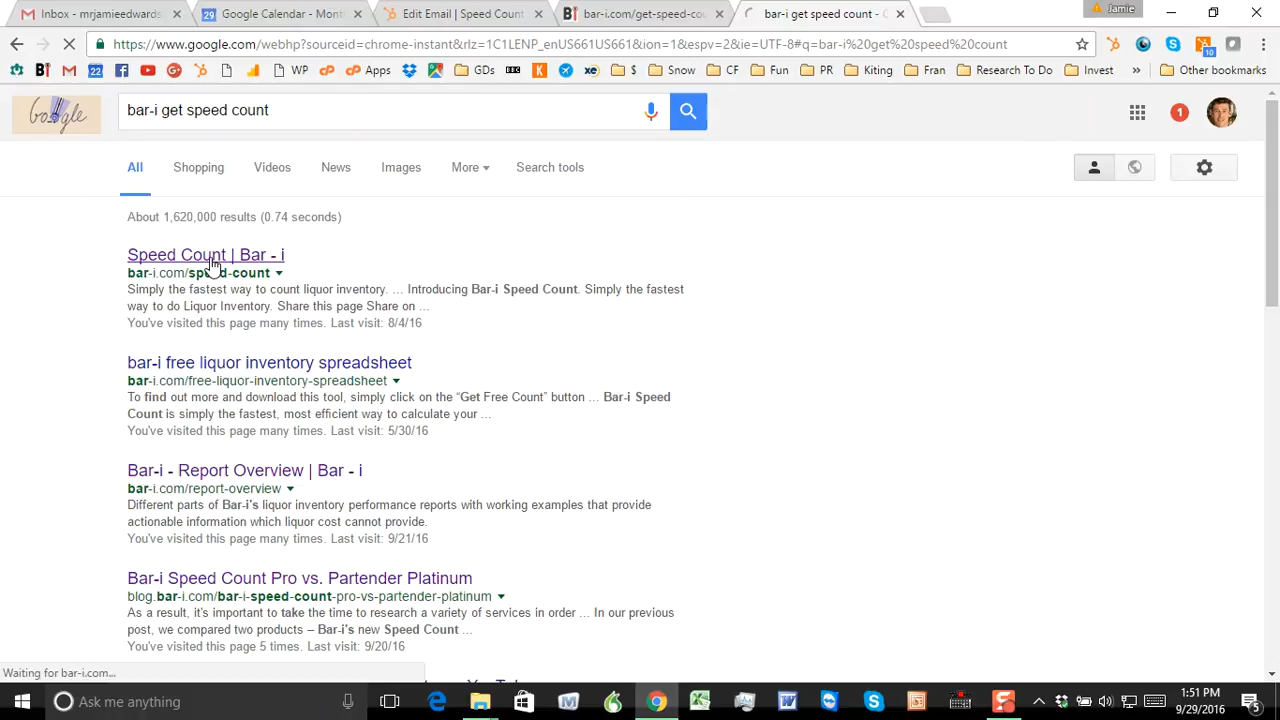 Inbox - mrjamieedwards
Google Calendar - Mont
Edit Email | Speed Count
bar-i.com/get-speed-cou
bar-i get speed count - G
Jamie
https://www.google.com/webhp?sourceid=chrome-instant&rlz=1C1LENP_enUS661US661&ion=1&espv=2&ie=UTF-8#q=bar-i%20get%20speed%20count
WP
Apps
GDs
$
Snow
CF
Fun
PR
Kiting
Fran
Research To Do
Invest
»
Other bookmarks
Google
bar-i get speed count
1
All
Shopping
Videos
News
Images
More
Search tools
About 1,620,000 results (0.74 seconds)
Speed Count | Bar - i
bar-i.com/speed-count
Simply the fastest way to count liquor inventory. ... Introducing Bar-i Speed Count. Simply the fastest
way to do Liquor Inventory. Share this page Share on ...
You've visited this page many times. Last visit: 8/4/16
bar-i free liquor inventory spreadsheet
bar-i.com/free-liquor-inventory-spreadsheet
To find out more and download this tool, simply click on the “Get Free Count” button ... Bar-i Speed
Count is simply the fastest, most efficient way to calculate your ...
You've visited this page many times. Last visit: 5/30/16
Bar-i - Report Overview | Bar - i
bar-i.com/report-overview
Different parts of Bar-i's liquor inventory performance reports with working examples that provide
actionable information which liquor cost cannot provide.
You've visited this page many times. Last visit: 9/21/16
Bar-i Speed Count Pro vs. Partender Platinum
blog.bar-i.com/bar-i-speed-count-pro-vs-partender-platinum
As a result, it's important to take the time to research a variety of services in order ... In our previous
post, we compared two products – Bar-i's new Speed Count ...
You've visited this page 5 times. Last visit: 9/20/16
Waiting for bar-i.com...
Ask me anything
1:51 PM
9/29/2016
5